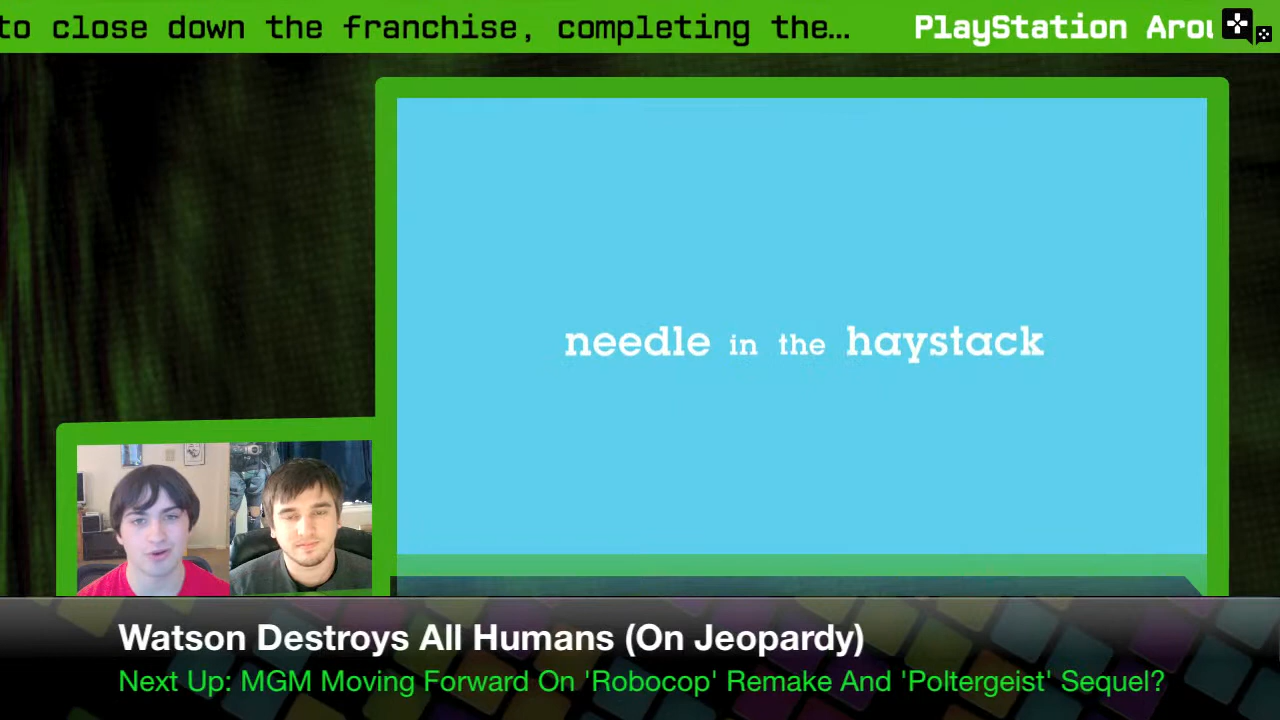 to close down the franchise, completing the... PlayStation Arou
needle in the haystack
Watson Destroys All Humans (On Jeopardy)
Next Up: MGM Moving Forward On 'Robocop' Remake And 'Poltergeist' Sequel?